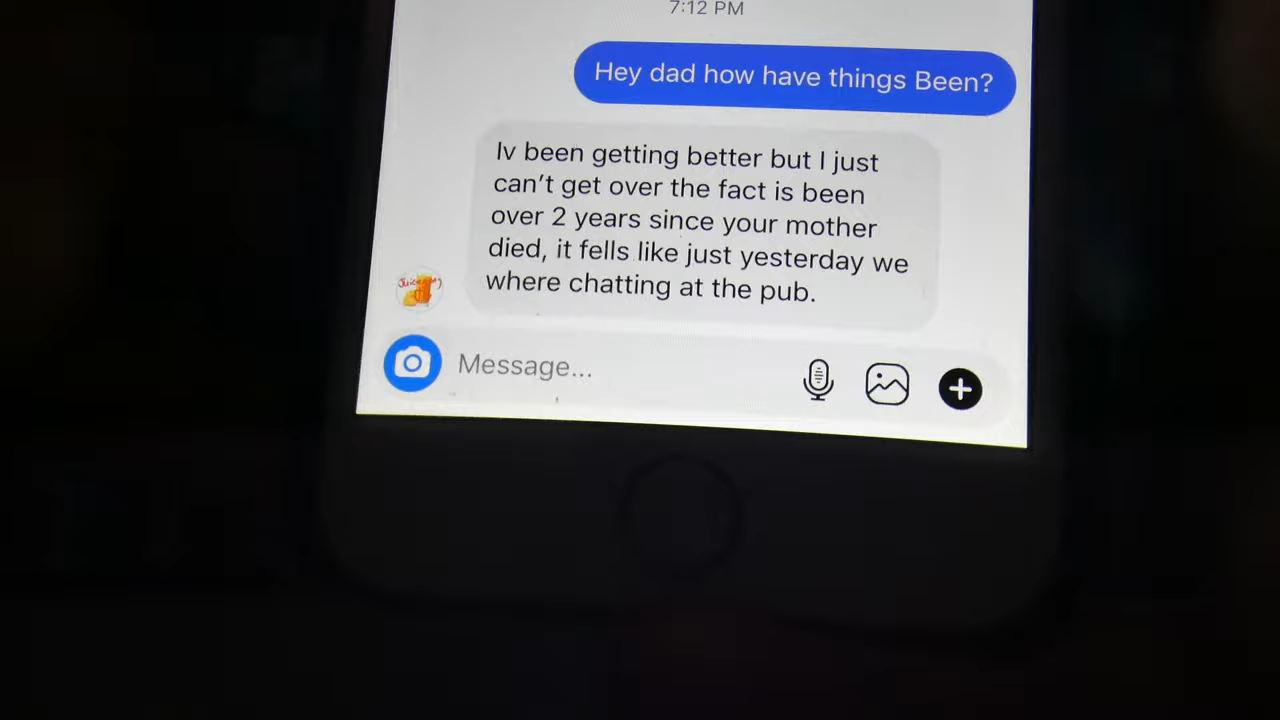 7:12 PM
Hey dad how have things Been?
Iv been getting better but I just
can't get over the fact is been
over 2 years since your mother
died, it fells like just yesterday we
where chatting at the pub.
Message...